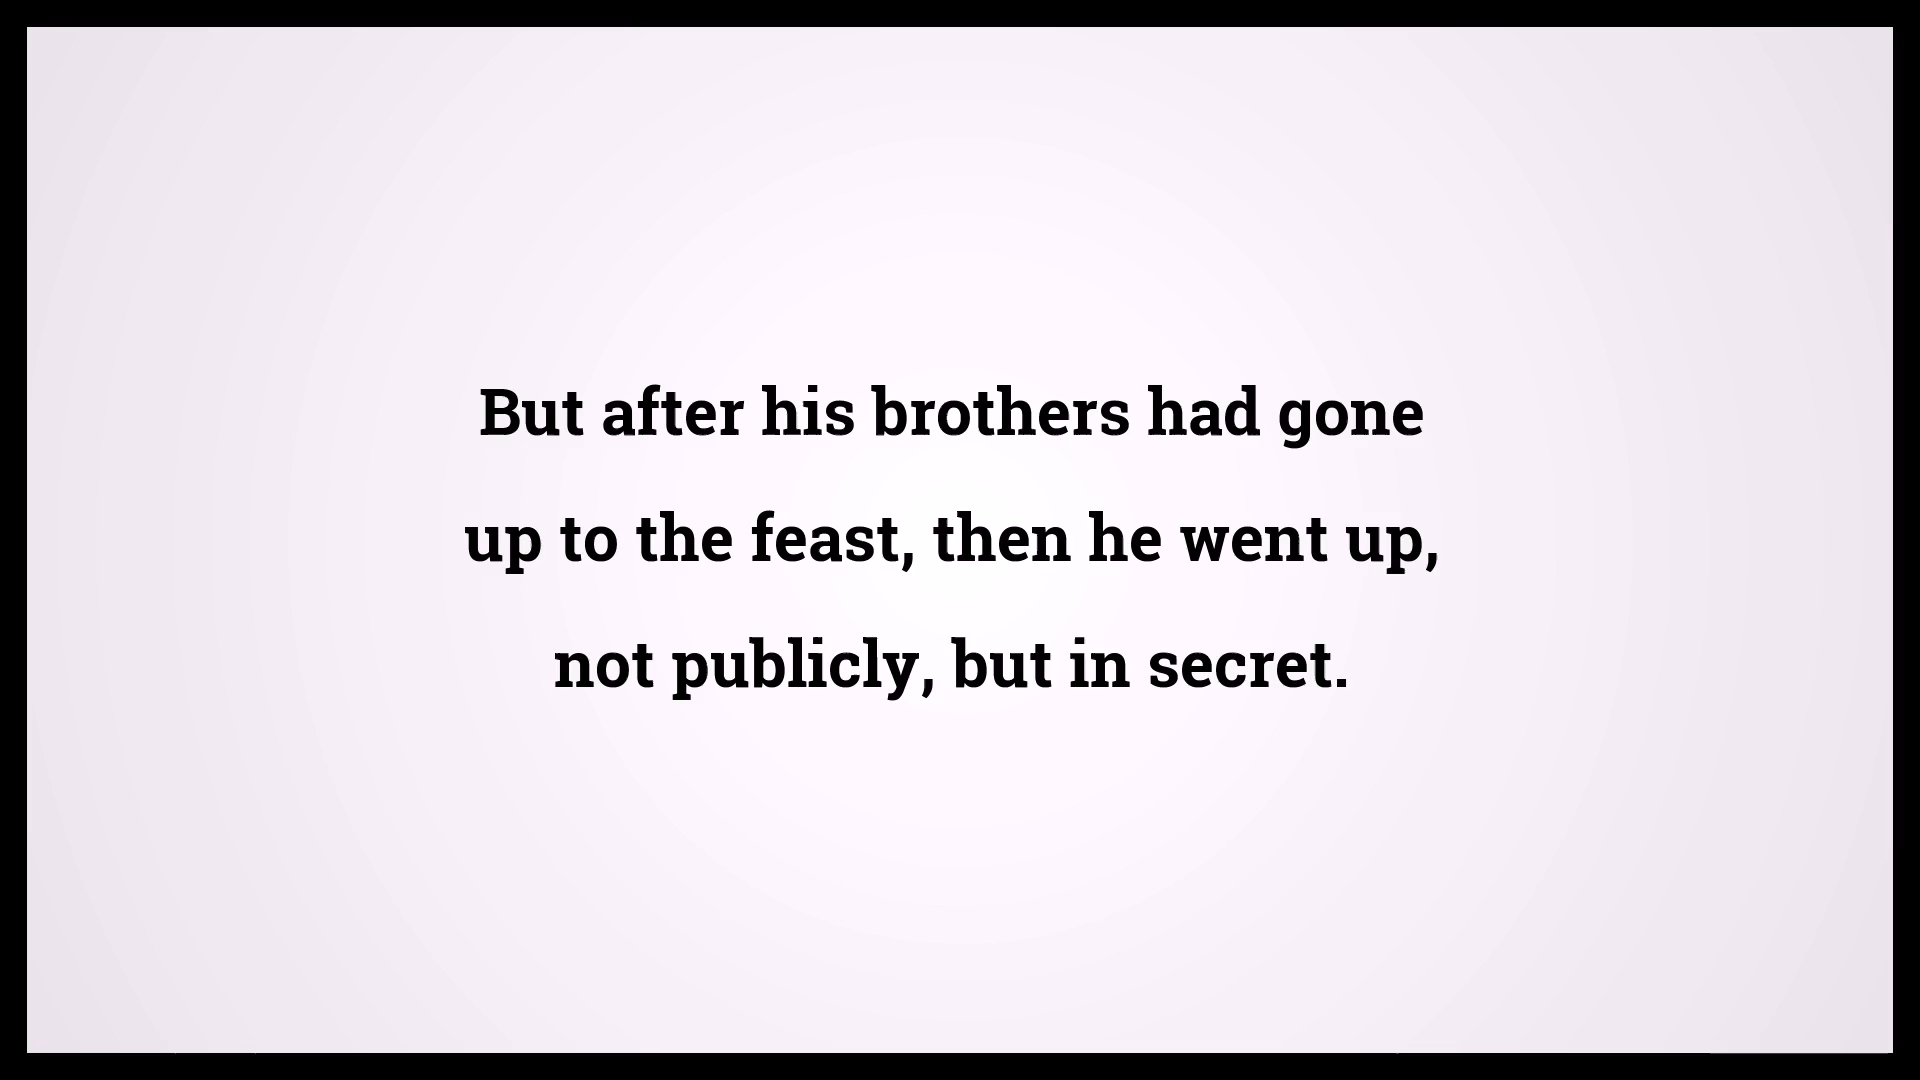 But after his brothers had gone
up to the feast, then he went up,
not publicly, but in secret.